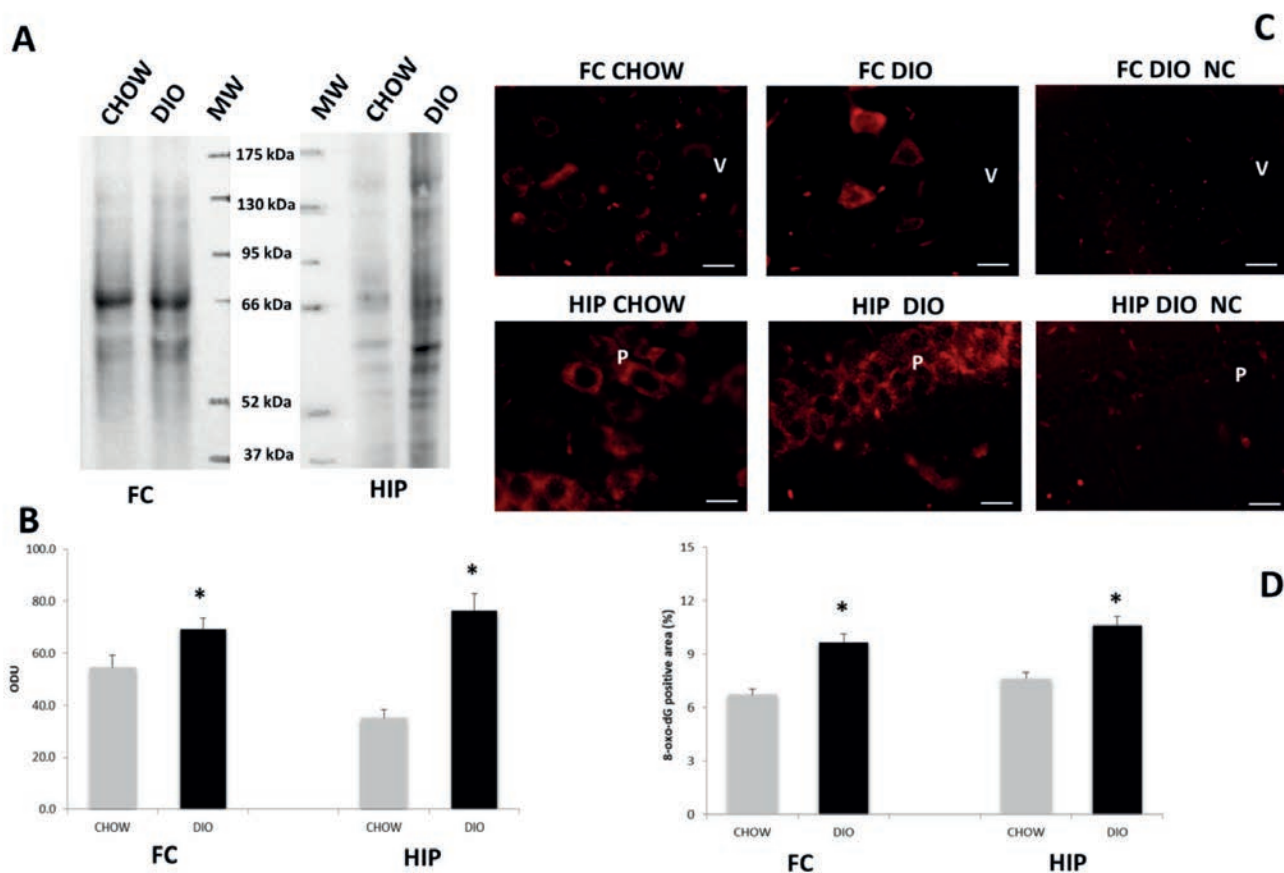 A
CHOW
DIO
MW
MW
CHOW
DIO
175 kDa
130 kDa
95 kDa
66 kDa
52 kDa
37 kDa
FC
HIP
C
FC CHOW
FC DIO
FC DIO NC
V
V
V
HIP CHOW
HIP DIO
HIP DIO NC
P
P
P
B
100.0
80.0
60.0
40.0
20.0
0.0
ODU
*
*
CHOW
DIO
CHOW
DIO
FC
HIP
D
15
12
9
6
3
0
8-oxo-dG positive area (%)
*
*
CHOW
DIO
CHOW
DIO
FC
HIP